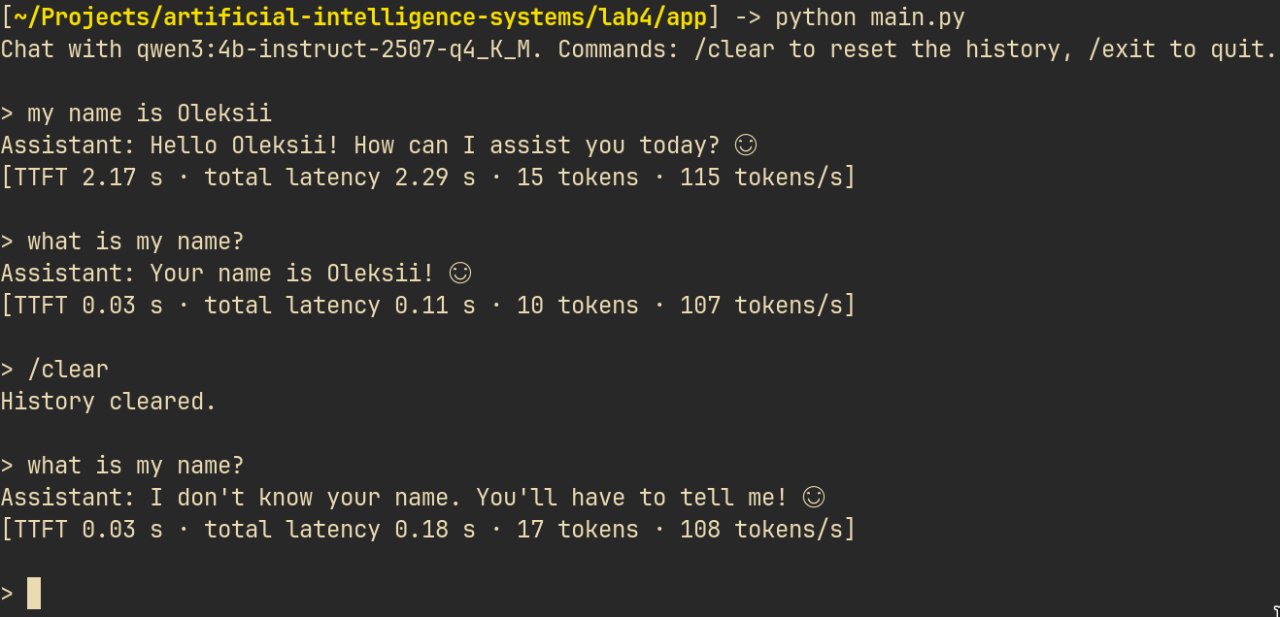 [~/Projects/artificial-intelligence-systems/lab4/app] -> python main.py
Chat with qwen3:4b-instruct-2507-q4_K_M. Commands: /clear to reset the history, /exit to quit.
> my name is Oleksii
Assistant: Hello Oleksii! How can I assist you today? 😊
[TTFT 2.17 s · total latency 2.29 s · 15 tokens · 115 tokens/s]
> what is my name?
Assistant: Your name is Oleksii! 😊
[TTFT 0.03 s · total latency 0.11 s · 10 tokens · 107 tokens/s]
> /clear
History cleared.
> what is my name?
Assistant: I don't know your name. You'll have to tell me! 😊
[TTFT 0.03 s · total latency 0.18 s · 17 tokens · 108 tokens/s]
>